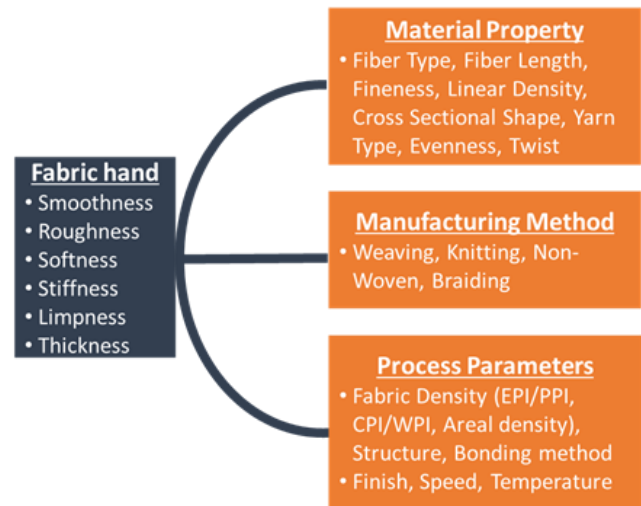 Fabric hand
• Smoothness
• Roughness
• Softness
• Stiffness
• Limpness
• Thickness
Material Property
• Fiber Type, Fiber Length,
Fineness, Linear Density,
Cross Sectional Shape, Yarn
Type, Evenness, Twist
Manufacturing Method
• Weaving, Knitting, Non-
Woven, Braiding
Process Parameters
• Fabric Density (EPI/PPI,
CPI/WPI, Areal density),
Structure, Bonding method
• Finish, Speed, Temperature